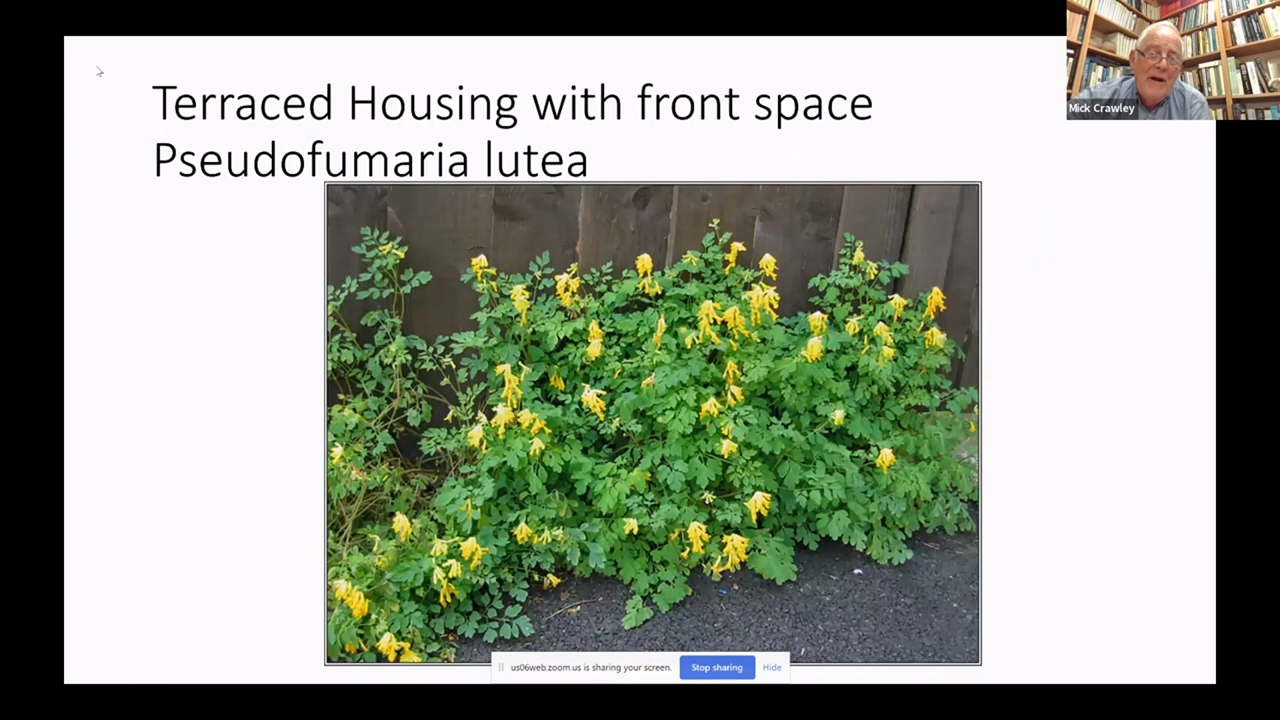 Terraced Housing with front space
Pseudofumaria lutea
Mick Crawley
us06web.zoom.us is sharing your screen.
Stop sharing
Hide